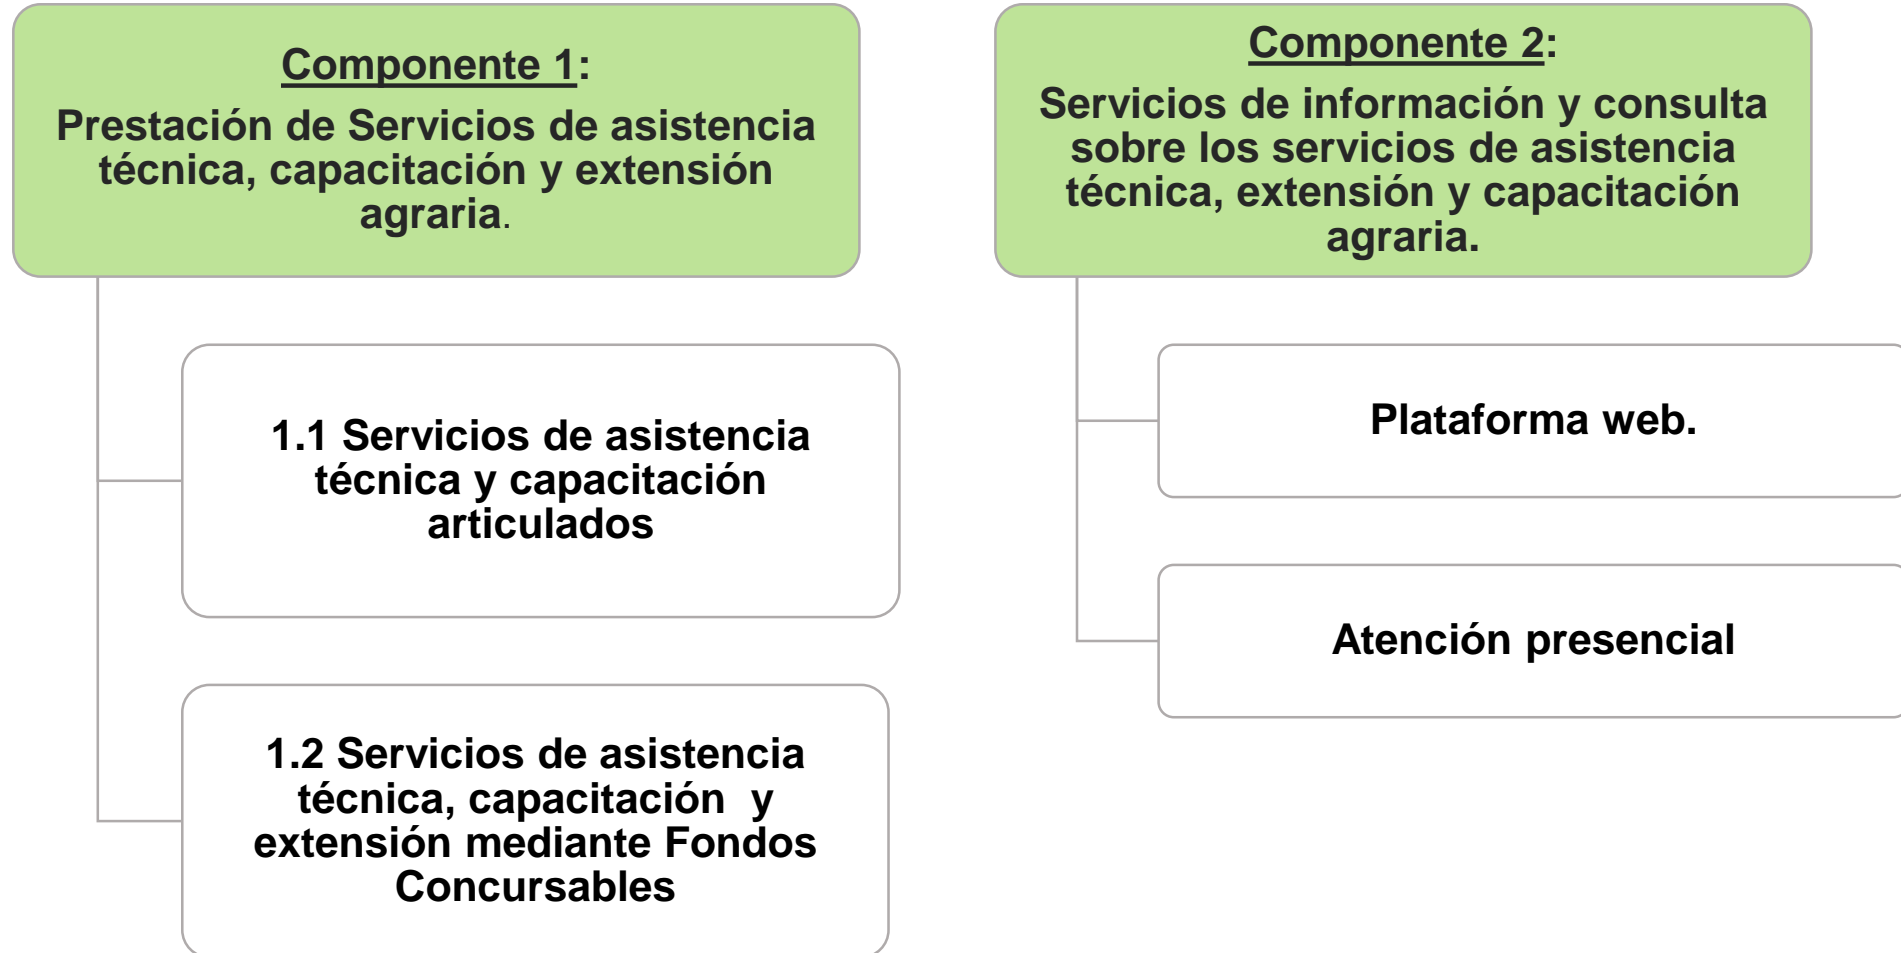 Componente 1:
Prestación de Servicios de asistencia
técnica, capacitación y extensión
agraria.
1.1 Servicios de asistencia
técnica y capacitación
articulados
1.2 Servicios de asistencia
técnica, capacitación y
extensión mediante Fondos
Concursables
Componente 2:
Servicios de información y consulta
sobre los servicios de asistencia
técnica, extensión y capacitación
agraria.
Plataforma web.
Atención presencial